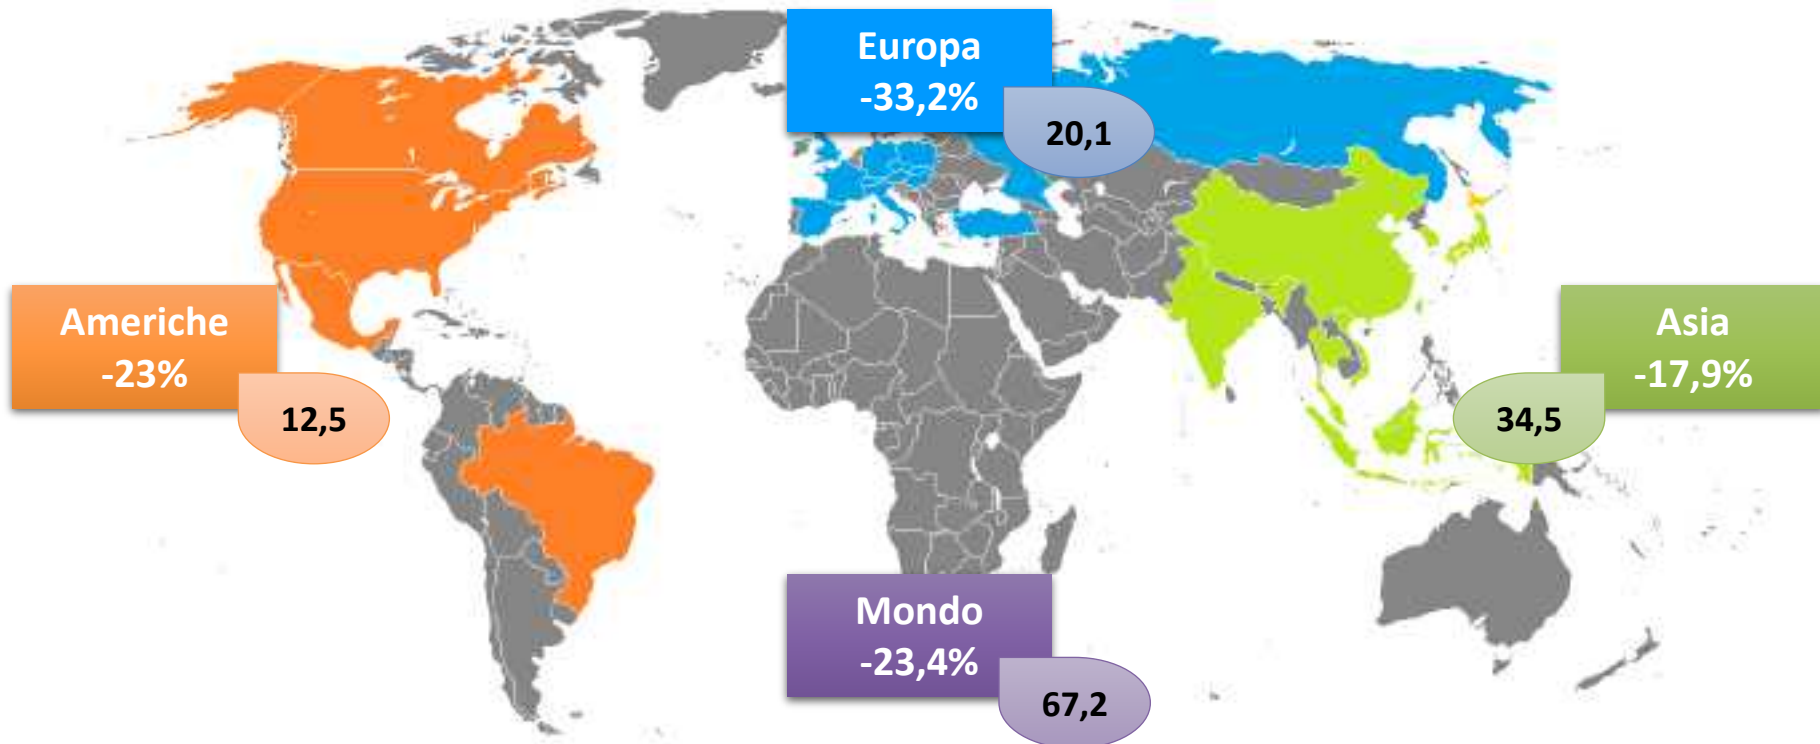 Europa
-33,2%
20,1
Americhe
-23%
12,5
Asia
-17,9%
34,5
Mondo
-23,4%
67,2